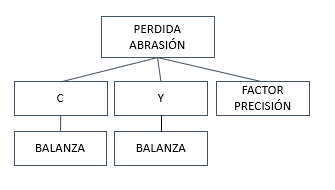 PERDIDA
ABRASIÓN
C
Y
FACTOR
PRECISIÓN
BALANZA
BALANZA